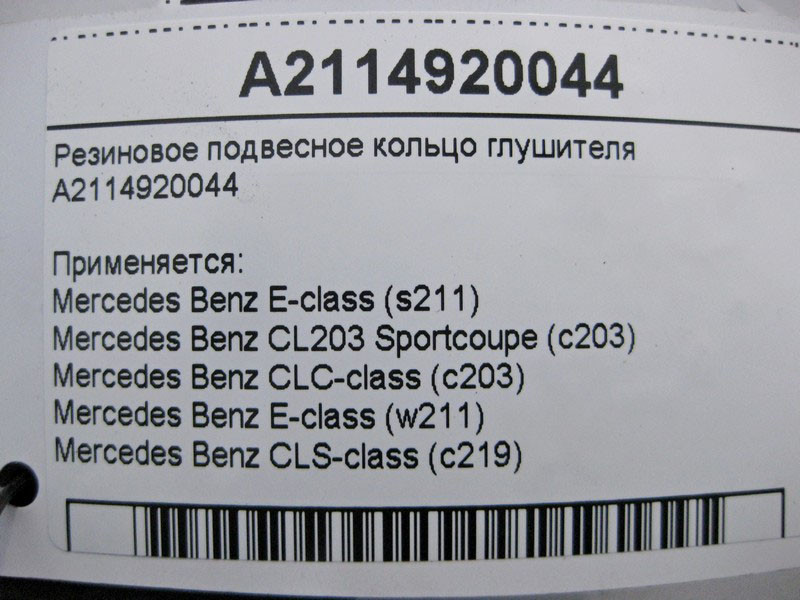 A2114920044
Резиновое подвесное кольцо глушителя
A2114920044
Применяется:
Mercedes Benz E-class (s211)
Mercedes Benz CL203 Sportcoupe (c203)
Mercedes Benz CLC-class (c203)
Mercedes Benz E-class (w211)
Mercedes Benz CLS-class (c219)